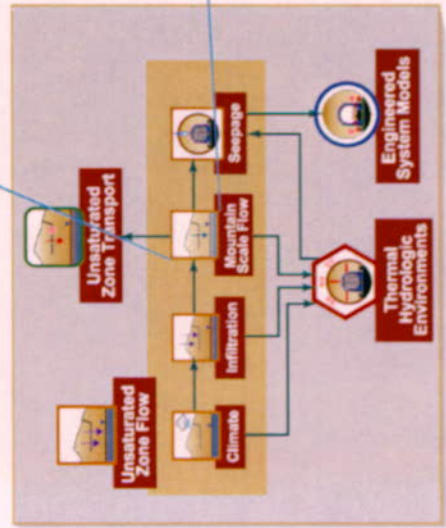 Unsaturated
Zone Flow
Unsaturated
Zone Transport
Climate
Infiltration
Mountain
Scale Flow
Seepage
Thermal
Hydrologic
Environments
Engineered
System Models